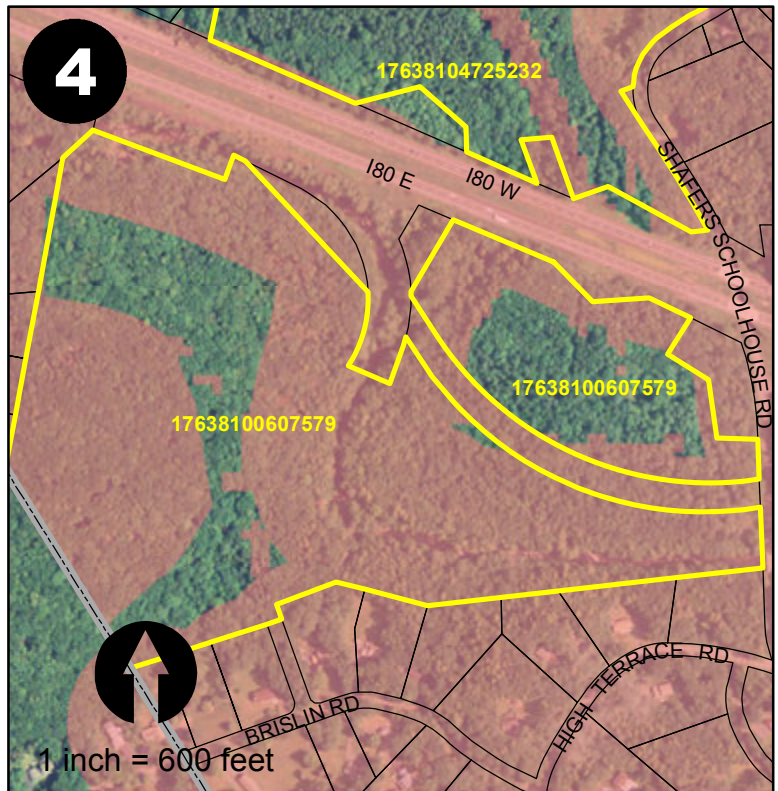 4
17638104725232
I80 E
I80 W
SHAFERS SCHOOLHOUSE RD
17638100607579
17638100607579
HIGH TERRACE RD
BRISLIN RD
1 inch = 600 feet